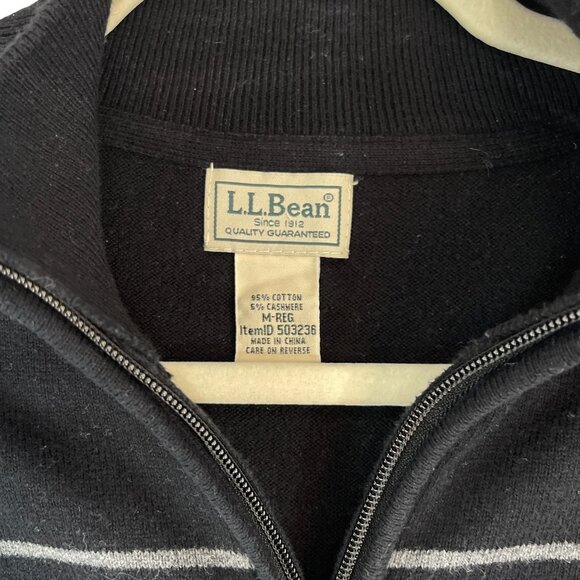 L.L.Bean®
Since 1912
QUALITY GUARANTEED
95% COTTON
5% CASHMERE
M-REG
ItemID 503236
MADE IN CHINA
CARE ON REVERSE